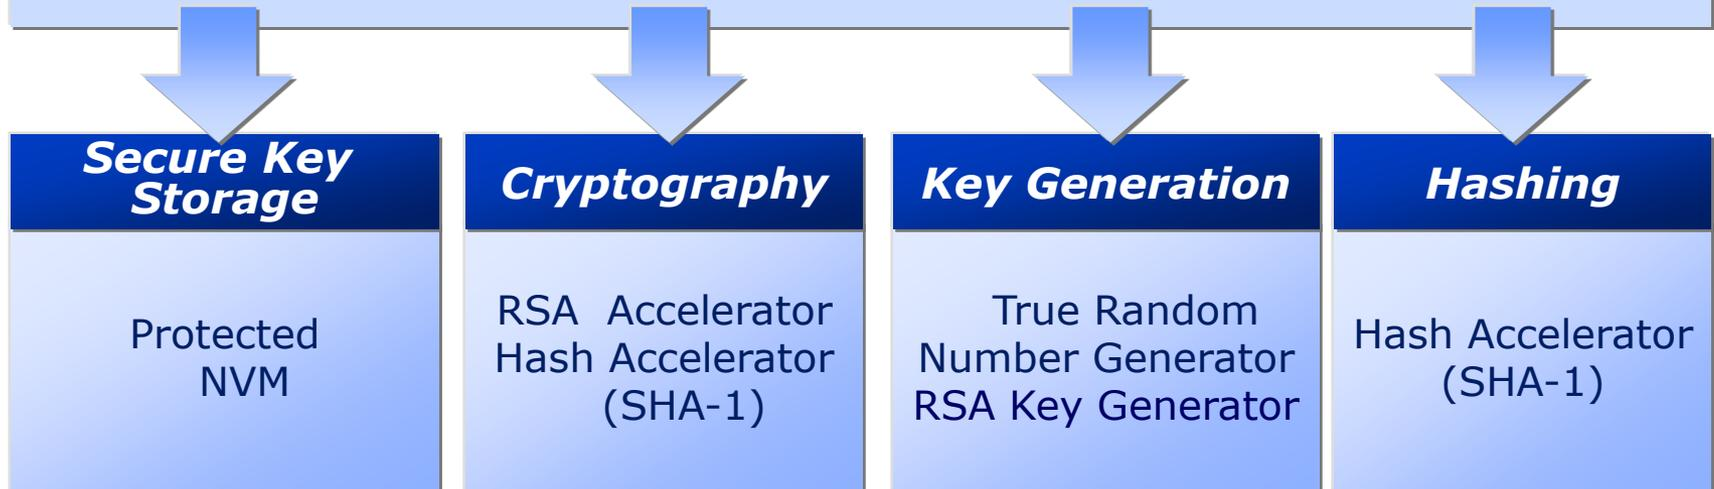 Secure Key
Storage
Protected
NVM
Cryptography
RSA Accelerator
Hash Accelerator
(SHA-1)
Key Generation
True Random
Number Generator
RSA Key Generator
Hashing
Hash Accelerator
(SHA-1)